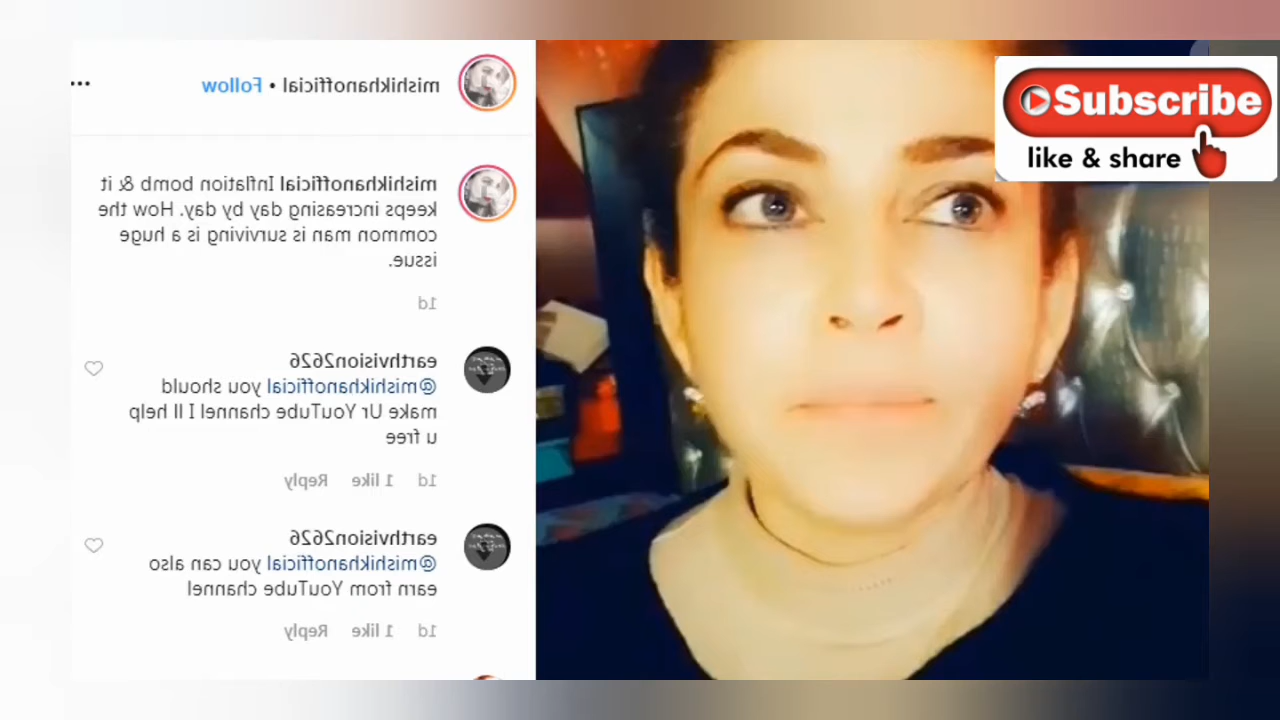 mishikhanofficial • Follow
mishikhanofficial Inflation bomb & it
keeps increasing day by day. How the
common man is surviving is a huge
issue.
1d
earthvision2626
@mishikhanofficial you should
make Ur YouTube channel I ll help
u free
1d 1 like Reply
earthvision2626
@mishikhanofficial you can also
earn from YouTube channel
1d 1 like Reply
Subscribe
like & share